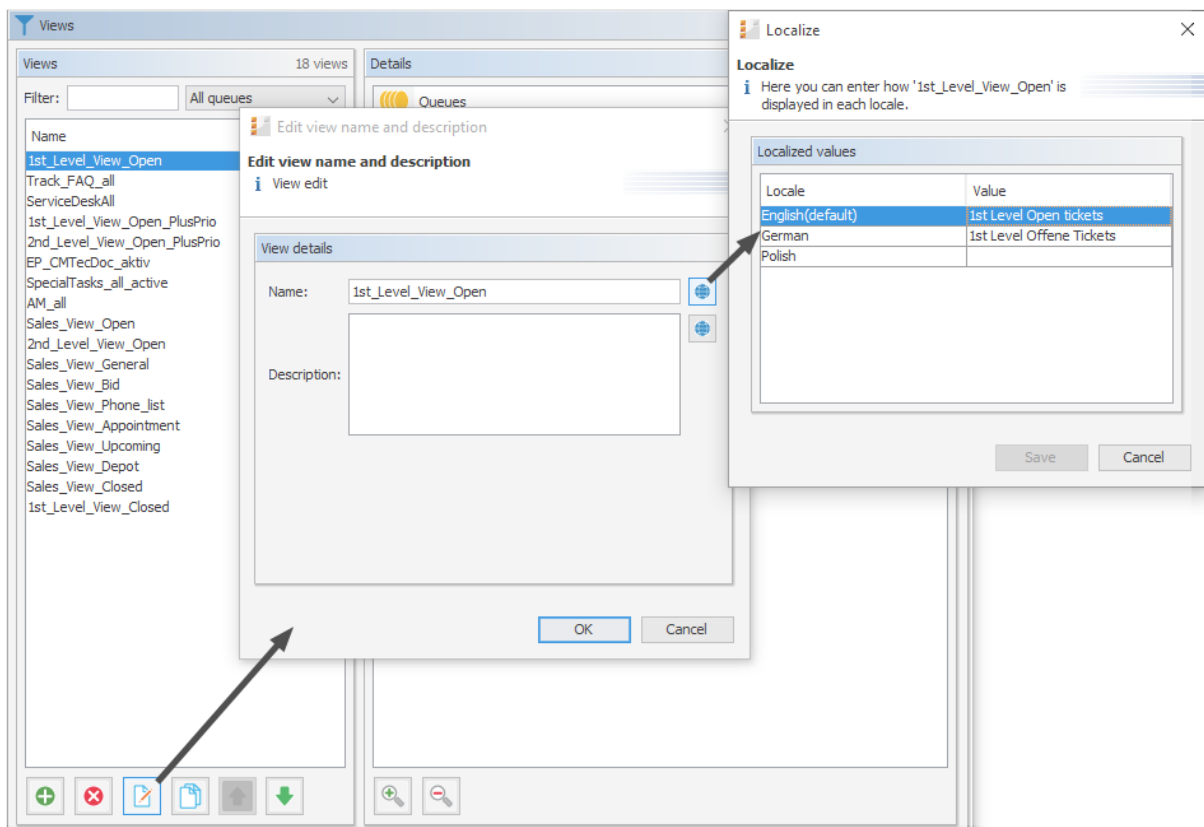 Views
Views 18 views
Filter: All queues
Name
1st_Level_View_Open
Track_FAQ_all
ServiceDeskAll
1st_Level_View_Open_PlusPrio
2nd_Level_View_Open_PlusPrio
EP_CMTecDoc_aktiv
SpecialTasks_all_active
AM_all
Sales_View_Open
2nd_Level_View_Open
Sales_View_General
Sales_View_Bid
Sales_View_Phone_list
Sales_View_Appointment
Sales_View_Upcoming
Sales_View_Depot
Sales_View_Closed
1st_Level_View_Closed
Details
Queues
Edit view name and description
Edit view name and description
View edit
View details
Name: 1st_Level_View_Open
Description:
OK Cancel
Localize
Localize
Here you can enter how '1st_Level_View_Open' is
displayed in each locale.
Localized values
Locale Value
English(default) 1st Level Open tickets
German 1st Level Offene Tickets
Polish
Save Cancel